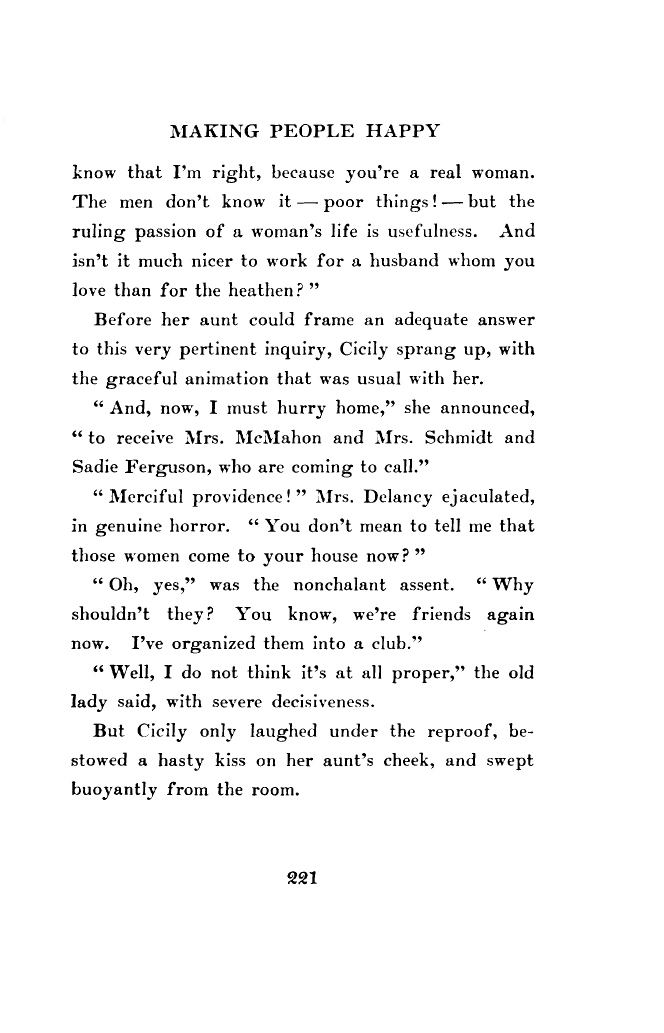 MAKING PEOPLE HAPPY
know that I'm right, because you're a real woman.
The men don't know it — poor things! — but the
ruling passion of a woman's life is usefulness. And
isn't it much nicer to work for a husband whom you
love than for the heathen? ”
Before her aunt could frame an adequate answer
to this very pertinent inquiry, Cicily sprang up, with
the graceful animation that was usual with her.
“ And, now, I must hurry home,” she announced,
“ to receive Mrs. McMahon and Mrs. Schmidt and
Sadie Ferguson, who are coming to call.”
“ Merciful providence! ” Mrs. Delancy ejaculated,
in genuine horror. “ You don't mean to tell me that
those women come to your house now? ”
“ Oh, yes,” was the nonchalant assent. “ Why
shouldn't they? You know, we're friends again
now. I've organized them into a club.”
“ Well, I do not think it's at all proper,” the old
lady said, with severe decisiveness.
But Cicily only laughed under the reproof, be-
stowed a hasty kiss on her aunt's cheek, and swept
buoyantly from the room.
221